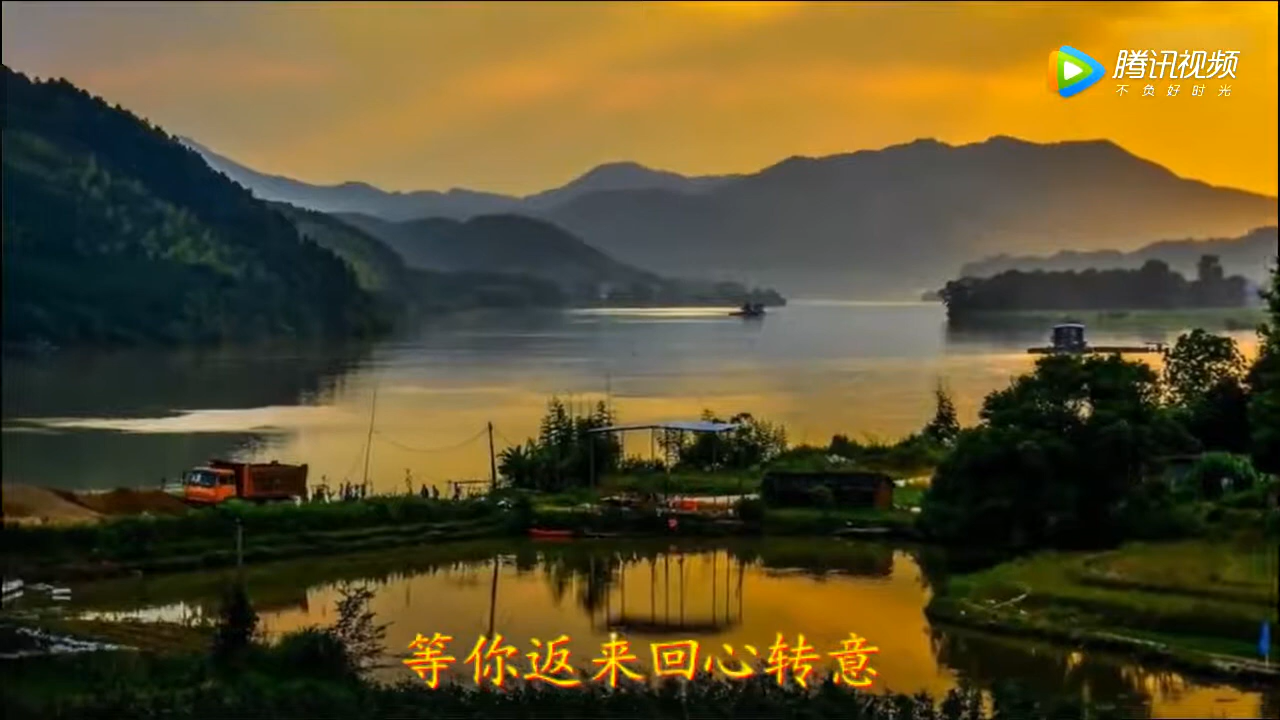 腾讯视频
不负好时光
等你返来回心转意